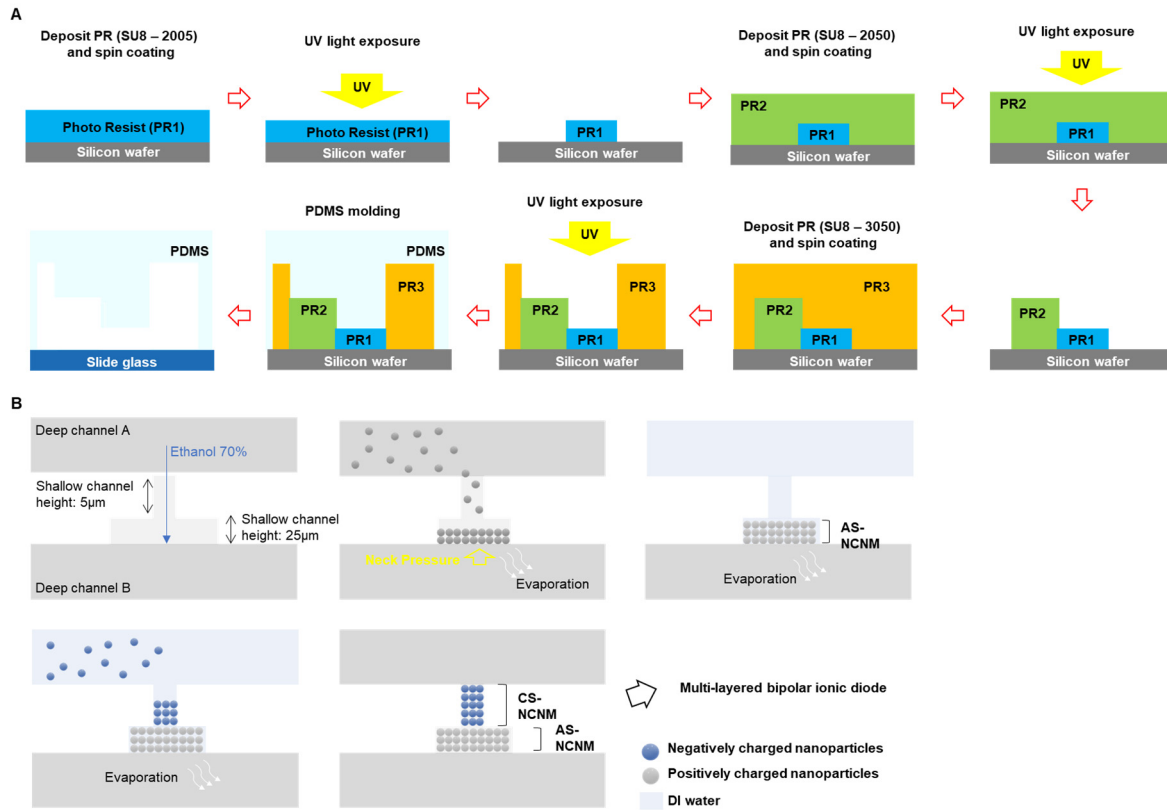 A
Deposit PR (SU8 – 2005)
and spin coating
UV light exposure
Deposit PR (SU8 – 2050)
and spin coating
UV light exposure
UV
UV
Photo Resist (PR1)
Silicon wafer
Photo Resist (PR1)
Silicon wafer
PR1
Silicon wafer
PR2
PR1
Silicon wafer
PR2
PR1
Silicon wafer
PDMS molding
UV light exposure
Deposit PR (SU8 – 3050)
and spin coating
UV
PDMS
Slide glass
PDMS
PR3
PR2
PR1
Silicon wafer
PR3
PR2
PR1
Silicon wafer
PR3
PR2
PR1
Silicon wafer
PR2
PR1
Silicon wafer
B
Deep channel A
Ethanol 70%
Shallow channel
height: 5µm
Shallow channel
height: 25µm
Deep channel B
Neck Pressure
Evaporation
AS-
NCNM
Evaporation
Evaporation
CS-
NCNM
AS-
NCNM
Multi-layered bipolar ionic diode
Negatively charged nanoparticles
Positively charged nanoparticles
DI water